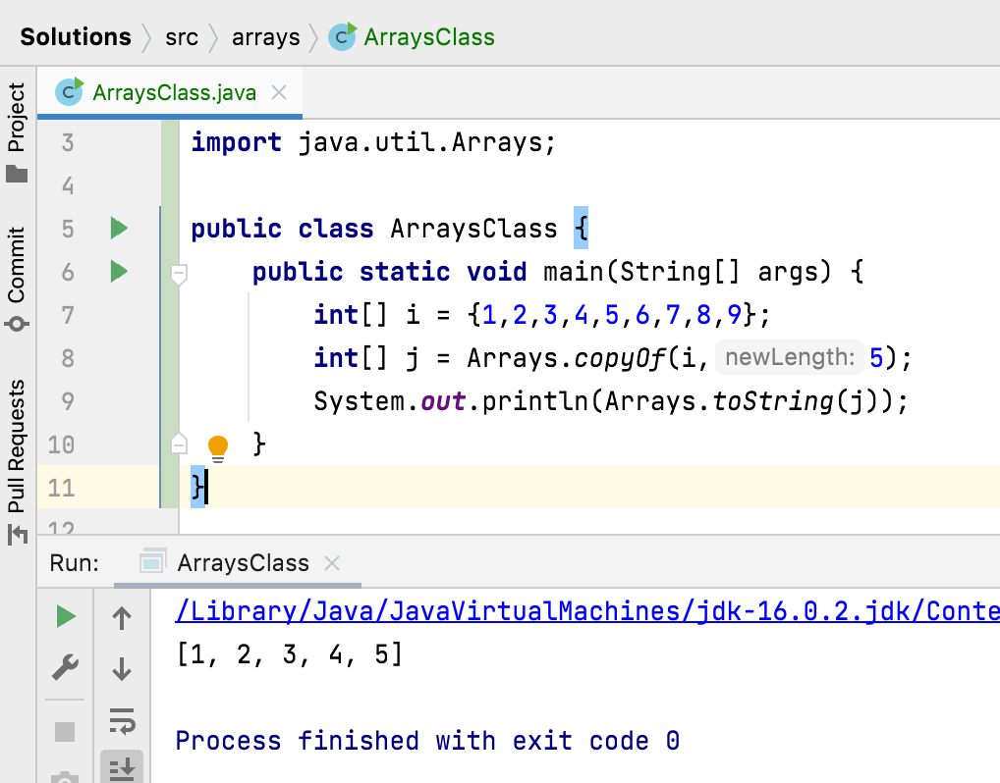 Solutions src arrays C ArraysClass
C ArraysClass.java
Project
Commit
Pull Requests
3 import java.util.Arrays;
4
5 public class ArraysClass {
6 public static void main(String[] args) {
7 int[] i = {1,2,3,4,5,6,7,8,9};
8 int[] j = Arrays.copyOf(i, newLength: 5);
9 System.out.println(Arrays.toString(j));
10 }
11 }
12
Run: ArraysClass
/Library/Java/JavaVirtualMachines/jdk-16.0.2.jdk/Conte
[1, 2, 3, 4, 5]
Process finished with exit code 0